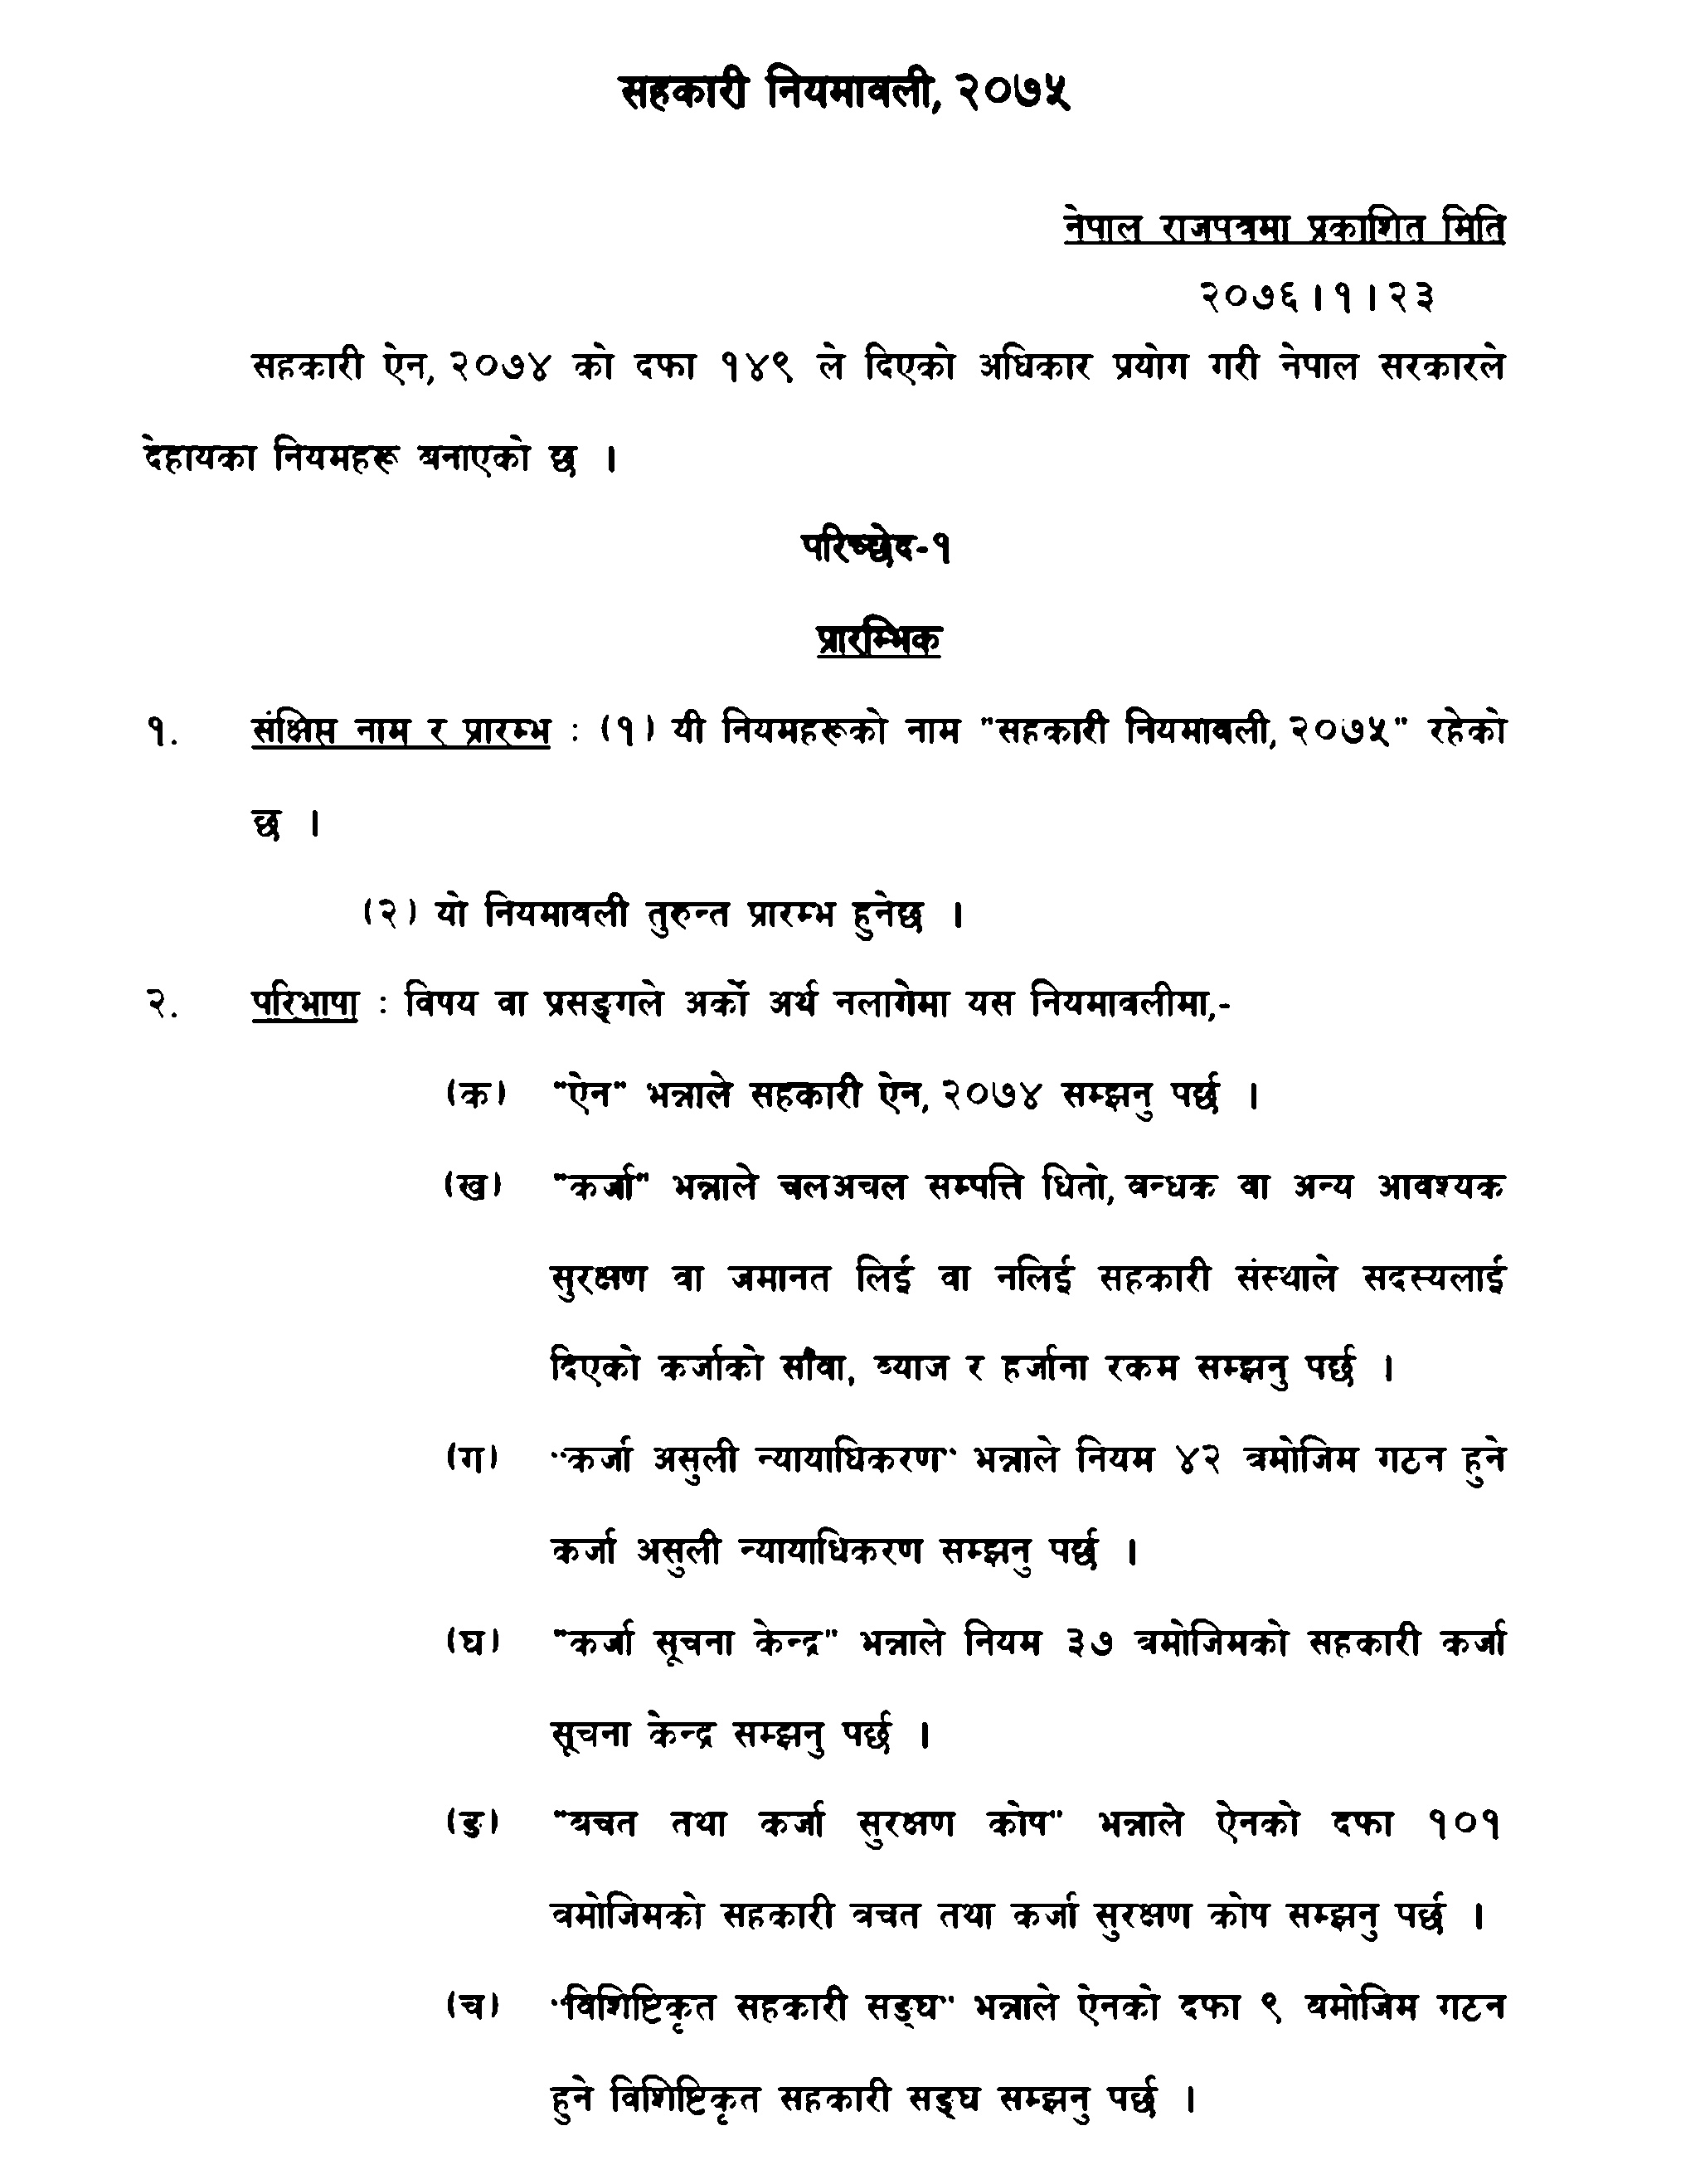 सहकारी नियमावली, २०७५
नेपाल राजपत्रमा प्रकाशित मिति
२०७६।१।२३
सहकारी ऐन, २०७४ को दफा १४९ ले दिएको अधिकार प्रयोग गरी नेपाल सरकारले
देहायका नियमहरू बनाएको छ ।
परिच्छेद-१
प्रारम्भिक
१. संक्षिप्त नाम र प्रारम्भ : (१) यी नियमहरूको नाम "सहकारी नियमावली, २०७५" रहेको
छ ।
(२) यो नियमावली तुरुन्त प्रारम्भ हुनेछ ।
२. परिभाषा : विषय वा प्रसङ्गले अर्को अर्थ नलागेमा यस नियमावलीमा,-
(क) "ऐन" भन्नाले सहकारी ऐन, २०७४ सम्झनु पर्छ ।
(ख) "कर्जा" भन्नाले चलअचल सम्पत्ति धितो, बन्धक वा अन्य आवश्यक
सुरक्षण वा जमानत लिई वा नलिई सहकारी संस्थाले सदस्यलाई
दिएको कर्जाको साँवा, ब्याज र हर्जाना रकम सम्झनु पर्छ ।
(ग) "कर्जा असुली न्यायाधिकरण" भन्नाले नियम ४२ बमोजिम गठन हुने
कर्जा असुली न्यायाधिकरण सम्झनु पर्छ ।
(घ) "कर्जा सूचना केन्द्र" भन्नाले नियम ३७ बमोजिमको सहकारी कर्जा
सूचना केन्द्र सम्झनु पर्छ ।
(ङ) "बचत तथा कर्जा सुरक्षण कोष" भन्नाले ऐनको दफा १०१
बमोजिमको सहकारी बचत तथा कर्जा सुरक्षण कोष सम्झनु पर्छ ।
(च) "विशिष्टिकृत सहकारी सङ्घ" भन्नाले ऐनको दफा ९ बमोजिम गठन
हुने विशिष्टिकृत सहकारी सङ्घ सम्झनु पर्छ ।